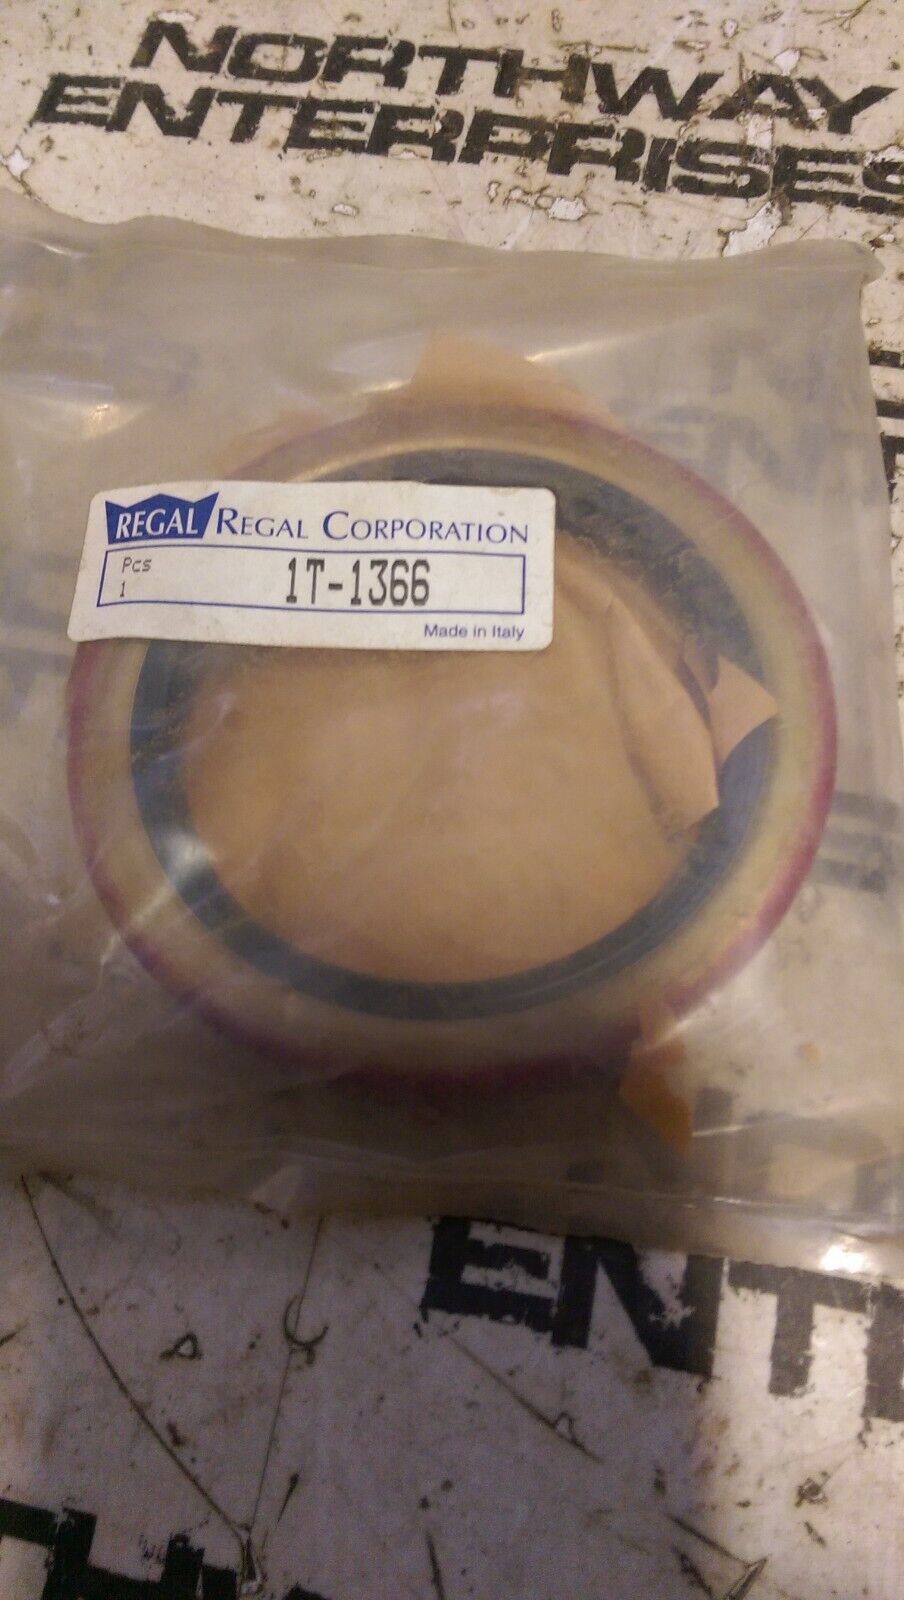 NORTHWAY
ENTERPRISES
REGAL REGAL CORPORATION
Pcs
1 1T-1366
Made in Italy
ENT